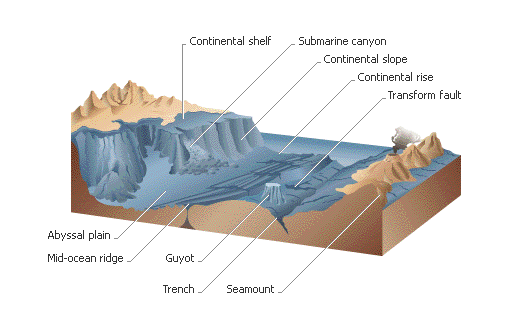 Continental shelf
Submarine canyon
Continental slope
Continental rise
Transform fault
Abyssal plain
Mid-ocean ridge
Guyot
Trench
Seamount